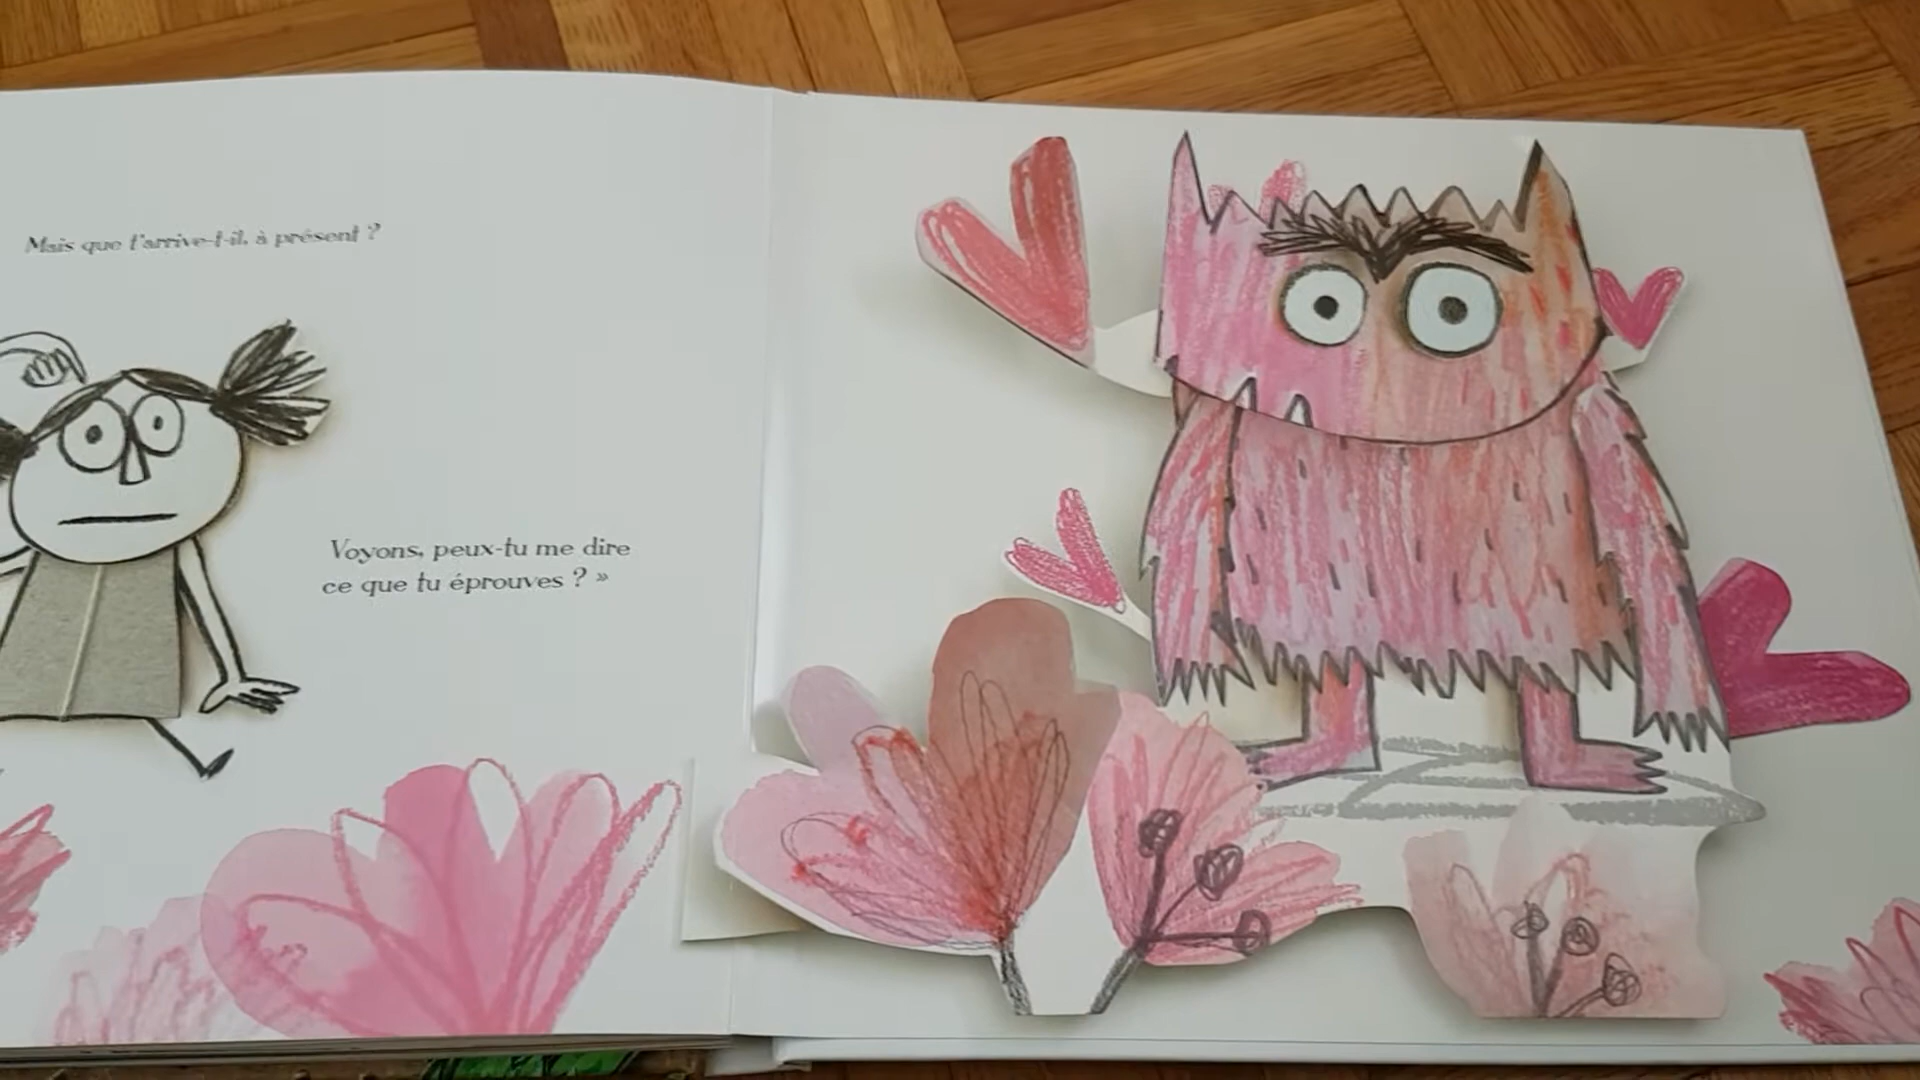 Mais que t'arrive-t-il, à présent ?
Voyons, peux-tu me dire
ce que tu éprouves ? »